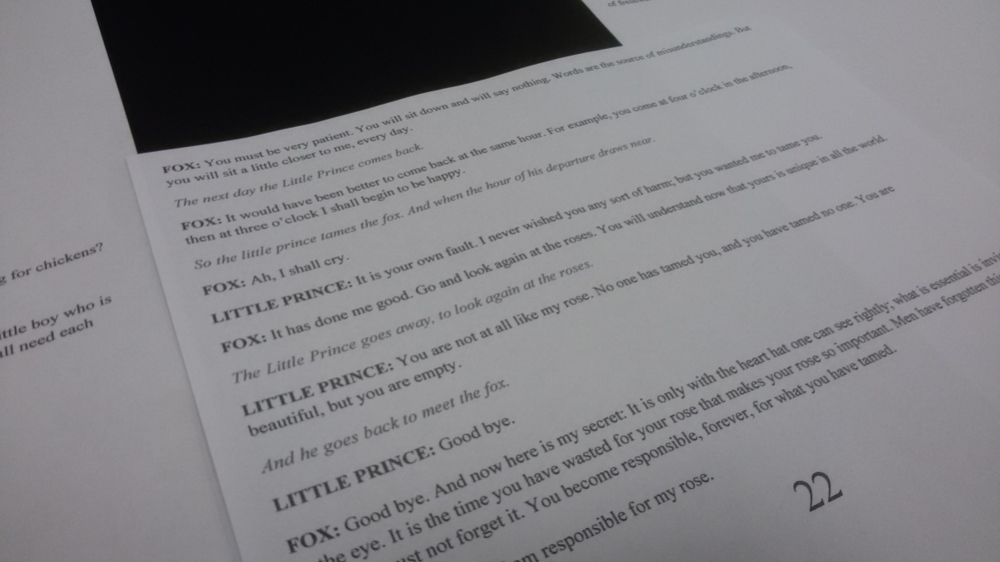 of
g for chickens?
ttle boy who is
all need each
FOX: You must be very patient. You will sit down and will say nothing. Words are the source of misunderstandings. But
you will sit a little closer to me, every day.
The next day the Little Prince comes back.
FOX: It would have been better to come back at the same hour. For example, you come at four o'clock in the afternoon,
then at three o'clock I shall begin to be happy.
So the little prince tames the fox. And when the hour of his departure draws near.
FOX: Ah, I shall cry.
LITTLE PRINCE: It is your own fault. I never wished you any sort of harm; but you wanted me to tame you.
FOX: It has done me good. Go and look again at the roses. You will understand now that yours is unique in all the world.
The Little Prince goes away, to look again at the roses.
LITTLE PRINCE: You are not at all like my rose. No one has tamed you, and you have tamed no one. You are
beautiful, but you are empty.
And he goes back to meet the fox.
LITTLE PRINCE: Good bye.
FOX: Good bye. And now here is my secret: It is only with the heart hat one can see rightly; what is essential is invi
the eye. It is the time you have wasted for your rose that makes your rose so important. Men have forgotten th
ust not forget it. You become responsible, forever, for what you have tamed.
am responsible for my rose.
22